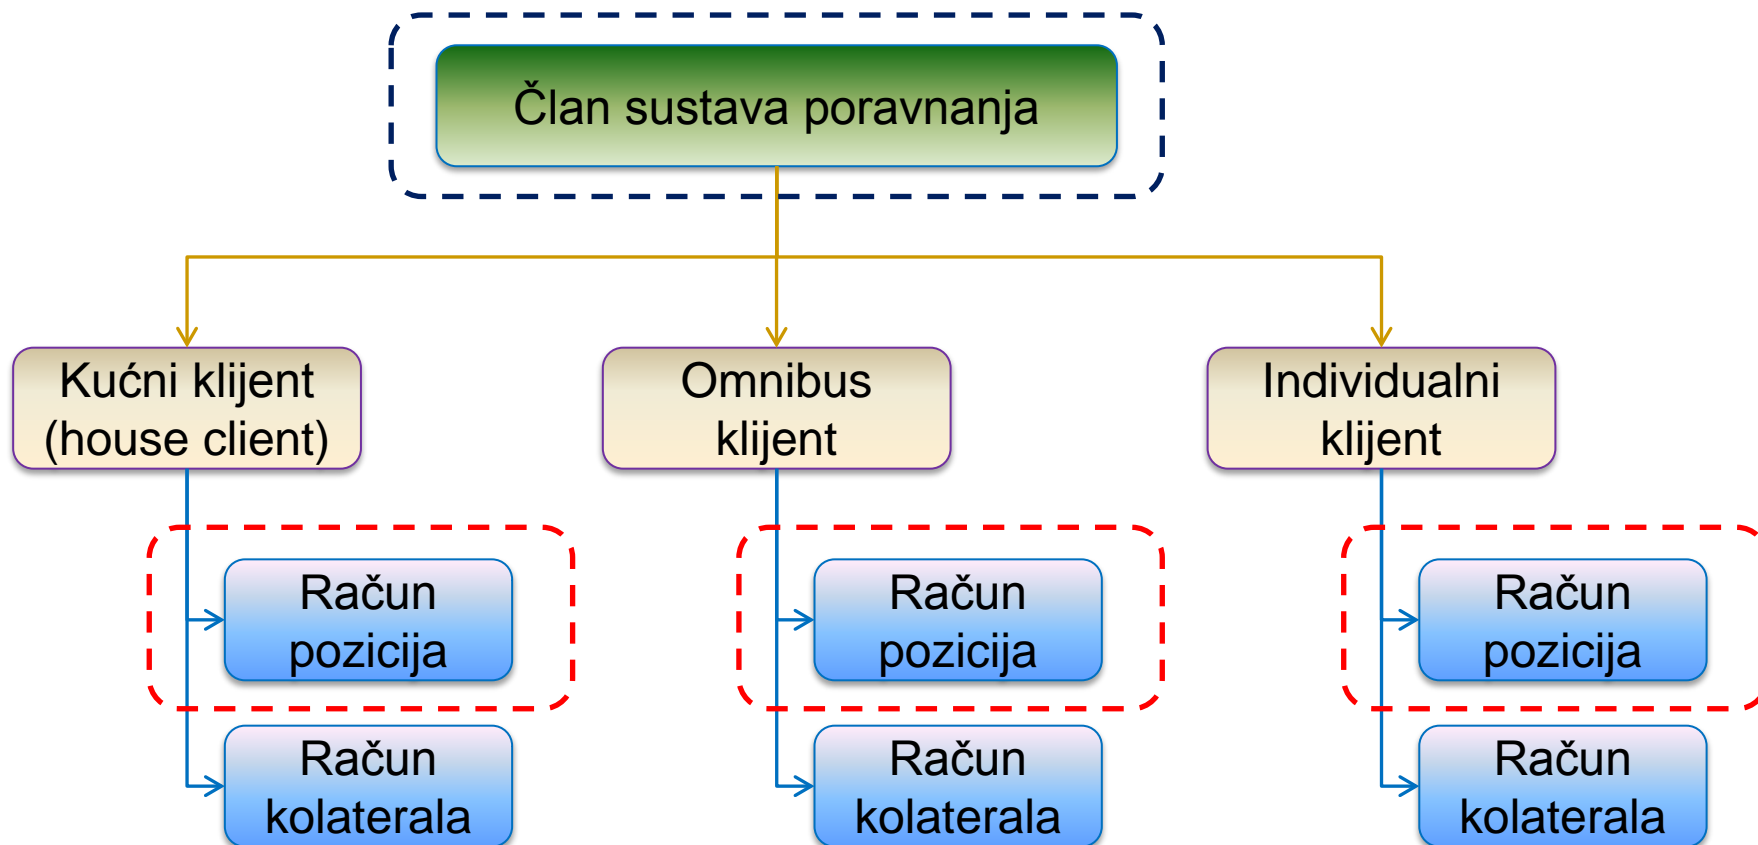 Član sustava poravnanja
Kućni klijent
(house client)
Omnibus
klijent
Individualni
klijent
Račun
pozicija
Račun
pozicija
Račun
pozicija
Račun
kolaterala
Račun
kolaterala
Račun
kolaterala